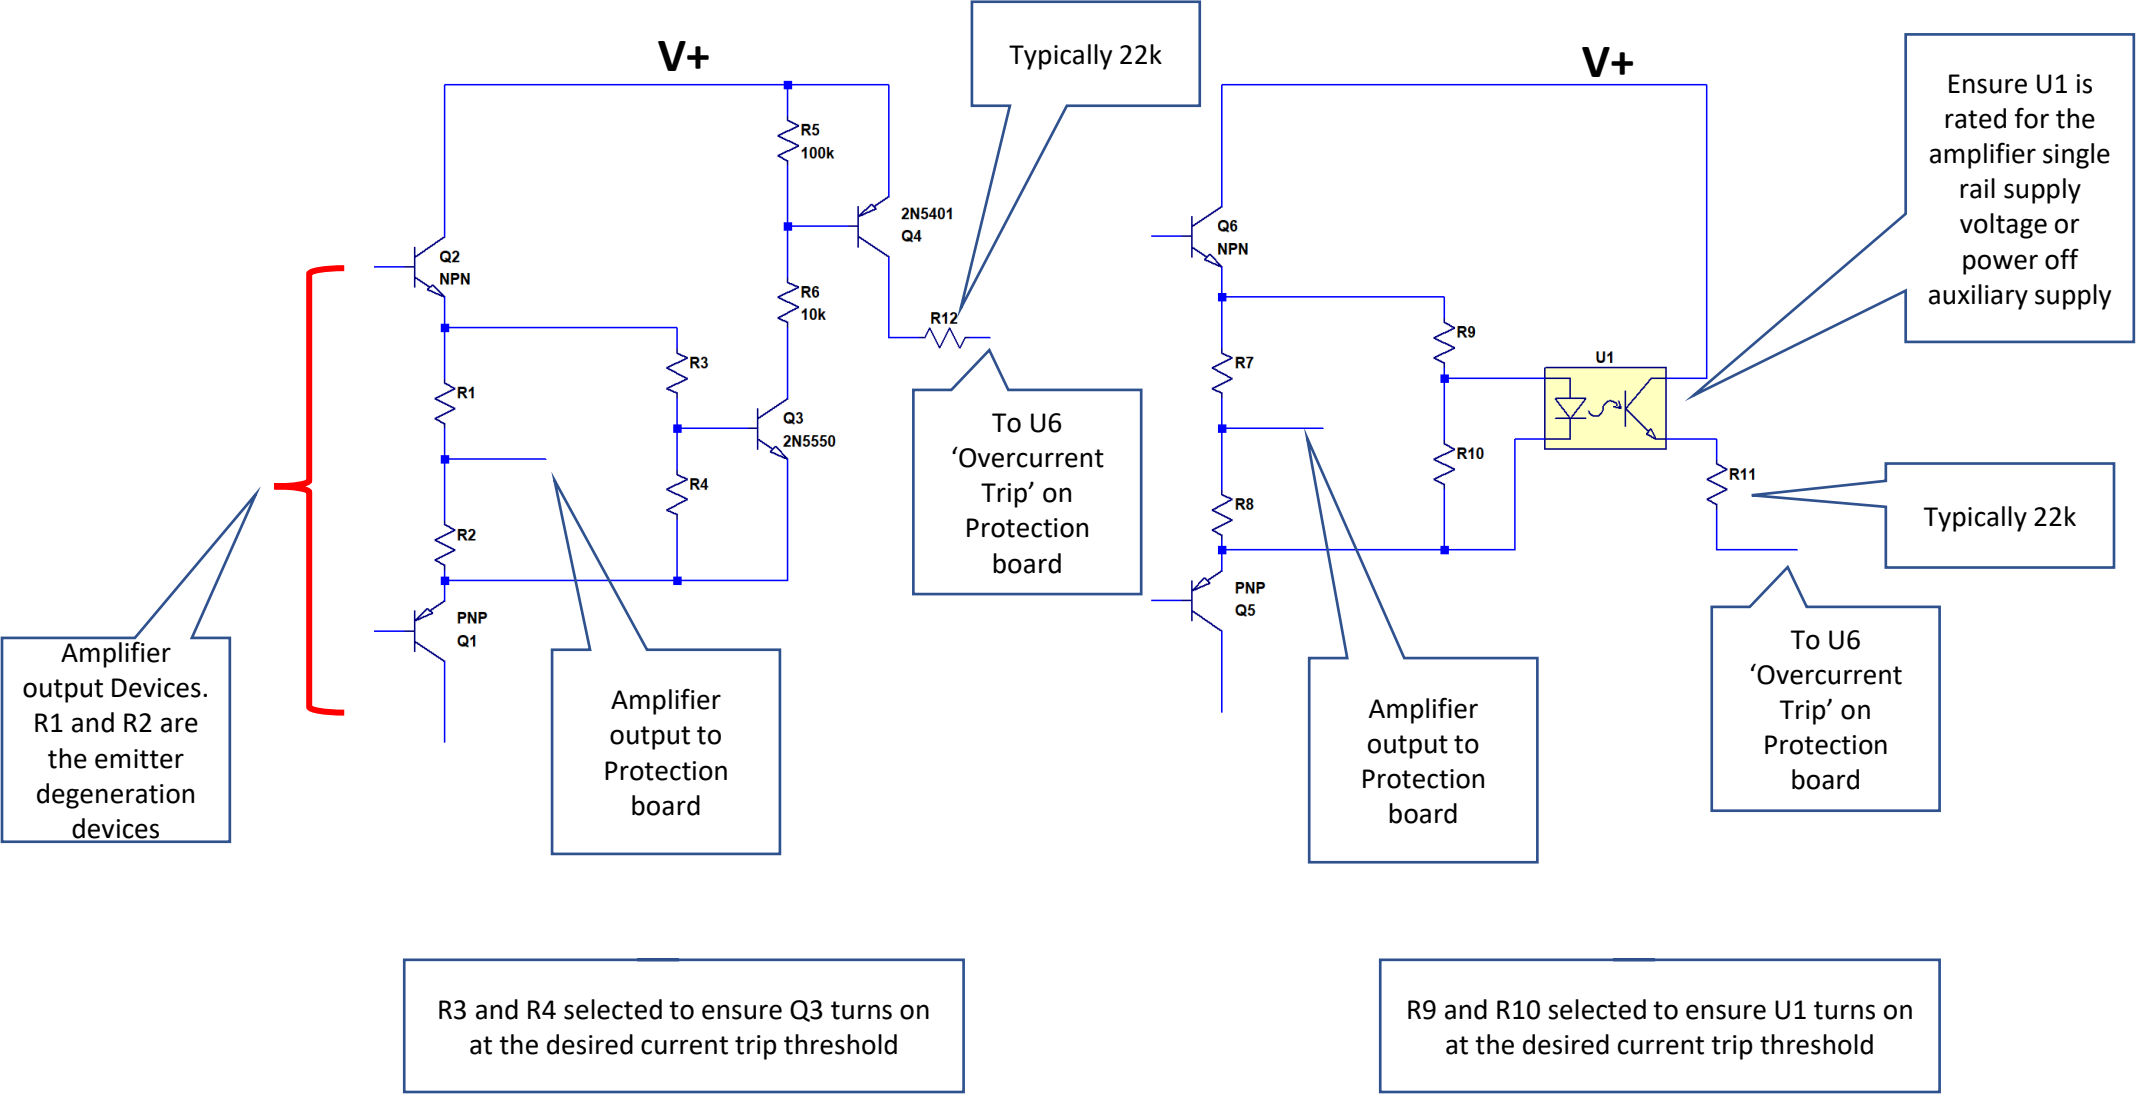 V+
V+
Typically 22k
Ensure U1 is
rated for the
amplifier single
rail supply
voltage or
power off
auxiliary supply
R5
100k
2N5401
Q4
Q2
NPN
R6
10k
R12
Q6
NPN
R3
R1
Q3
2N5550
R4
R2
PNP
Q1
To U6
‘Overcurrent
Trip’ on
Protection
board
R7
R9
U1
R10
R8
R11
PNP
Q5
Typically 22k
Amplifier
output Devices.
R1 and R2 are
the emitter
degeneration
devices
Amplifier
output to
Protection
board
Amplifier
output to
Protection
board
To U6
‘Overcurrent
Trip’ on
Protection
board
R3 and R4 selected to ensure Q3 turns on
at the desired current trip threshold
R9 and R10 selected to ensure U1 turns on
at the desired current trip threshold